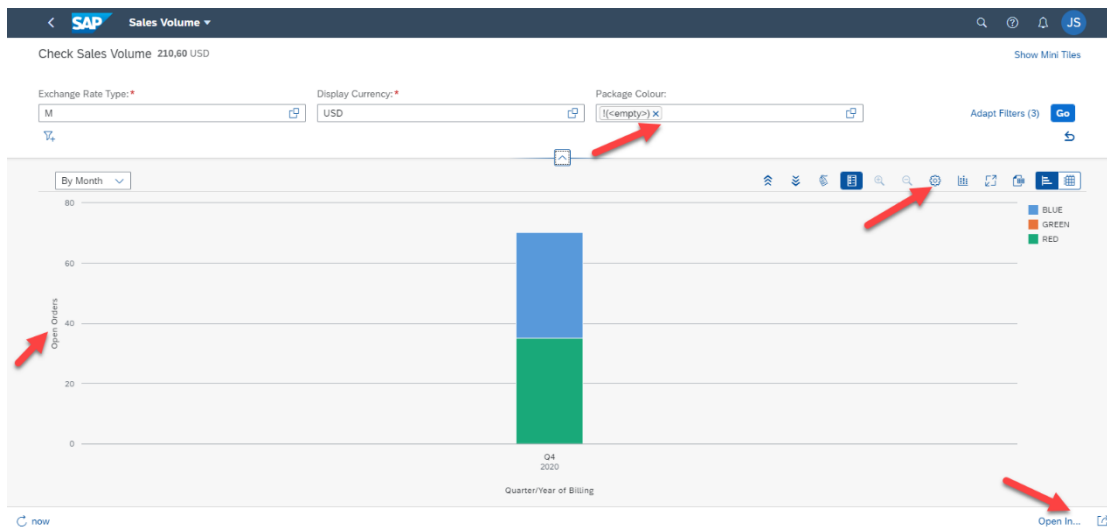 SAP Sales Volume JS
Check Sales Volume 210,60 USD
Show Mini Tiles
Exchange Rate Type:* Display Currency:* Package Colour:
M USD !(<empty>)
Adapt Filters (3) Go
By Month
80
60
40
20
0
Open Orders
BLUE
GREEN
RED
Q4
2020
Quarter/Year of Billing
now
Open In...